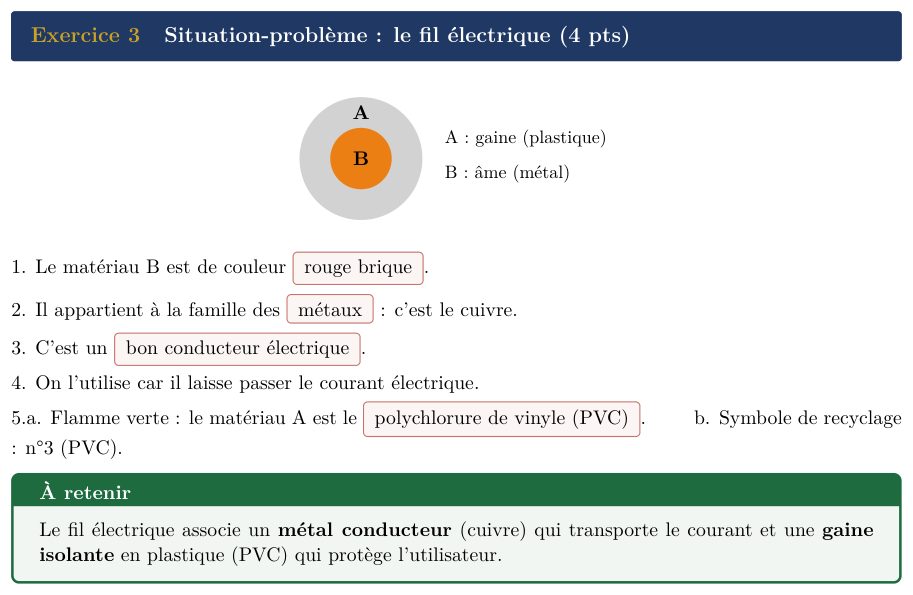 Exercice 3 Situation-problème : le fil électrique (4 pts)
A
B
A : gaine (plastique)
B : âme (métal)
1. Le matériau B est de couleur rouge brique.
2. Il appartient à la famille des métaux : c'est le cuivre.
3. C'est un bon conducteur électrique.
4. On l'utilise car il laisse passer le courant électrique.
5.a. Flamme verte : le matériau A est le polychlorure de vinyle (PVC). b. Symbole de recyclage
: n°3 (PVC).
À retenir
Le fil électrique associe un métal conducteur (cuivre) qui transporte le courant et une gaine
isolante en plastique (PVC) qui protège l'utilisateur.